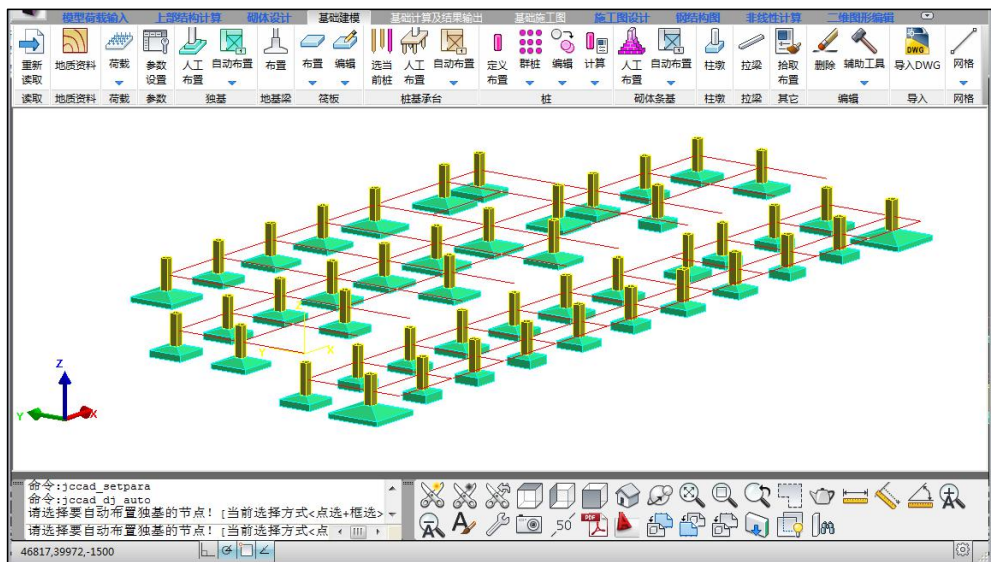 模型荷载输入 上部结构计算 砌体设计 基础建模 基础计算及结果输出 基础施工图 施工图设计 钢结构图 非线性计算 二维图形编辑
重新读取 地质资料 荷载 参数设置 人工布置 自动布置 布置 布置 编辑 选当前桩 人工布置 自动布置 定义布置 群桩 编辑 计算 人工布置 自动布置 柱墩 拉梁 拾取布置 删除 辅助工具 导入DWG 网格
读取 地质资料 荷载 参数 独基 地基梁 筏板 桩基承台 桩 砌体条基 柱墩 拉梁 其它 编辑 导入 网格
Z
Y
X
Y
X
命令:jccad_setpara
命令:jccad_dj_auto
请选择要自动布置独基的节点! [当前选择方式<点选+框选>
请选择要自动布置独基的节点! [当前选择方式<点
46817,39972,-1500